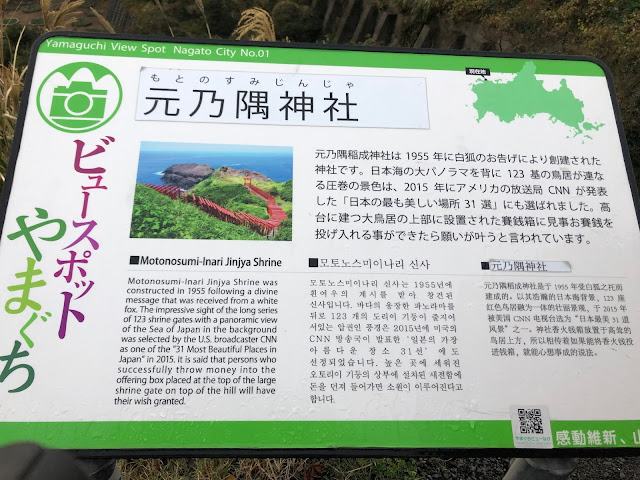 Yamaguchi View Spot Nagato City No.01
現在地
もとのすみじんじゃ
元乃隅神社
ビュースポット
やまぐち
元乃隅稲成神社は 1955 年に白狐のお告げにより創建された
神社です。日本海の大パノラマを背に 123 基の鳥居が連な
る圧巻の景色は、2015 年にアメリカの放送局 CNN が発表
した「日本の最も美しい場所 31 選」にも選ばれました。高
台に建つ大鳥居の上部に設置された賽銭箱に見事お賽銭を
投げ入れる事ができたら願いが叶うと言われています。
■Motonosumi-Inari Jinjya Shrine
Motonosumi-Inari Jinjya Shrine was
constructed in 1955 following a divine
message that was received from a white
fox. The impressive sight of the long series
of 123 shrine gates with a panoramic view
of the Sea of Japan in the background
was selected by the U.S. broadcaster CNN
as one of the "31 Most Beautiful Places in
Japan" in 2015. it is said that persons who
successfully throw money into the
offering box placed at the top of the large
shrine gate on top of the hill will have
their wish granted.
■모토노스미이나리 신사
모토노스미이나리 신사는 1955년에
흰여우의 계시를 받아 창건된
신사입니다. 바다의 웅장한 파노라마를
뒤로 123 개의 도리이 기둥이 줄지어
서있는 압권인 풍경은 2015년에 미국의
CNN 방송국이 발표한 '일본의 가장
아름다운 장소 31선' 에도
선정되었습니다. 높은 곳에 세워진
오토리이 기둥의 상부에 설치된 새전함에
돈을 던져 들어가면 소원이 이루어진다고
합니다.
■元乃隅神社
元乃隅稻成神社于 1955 年受白狐之托而
建成的。以其浩瀚的日本海背景、123 座
红色鸟居融为一体的壮丽景观，于 2015 年
被美国 CNN 电视台选为“日本最美 31 道
风景”之一。神社香火钱箱放置于高处的
鸟居上方，所以相传着如果能将香火钱投
进钱箱，就能心想事成的说法。
感動維新、山